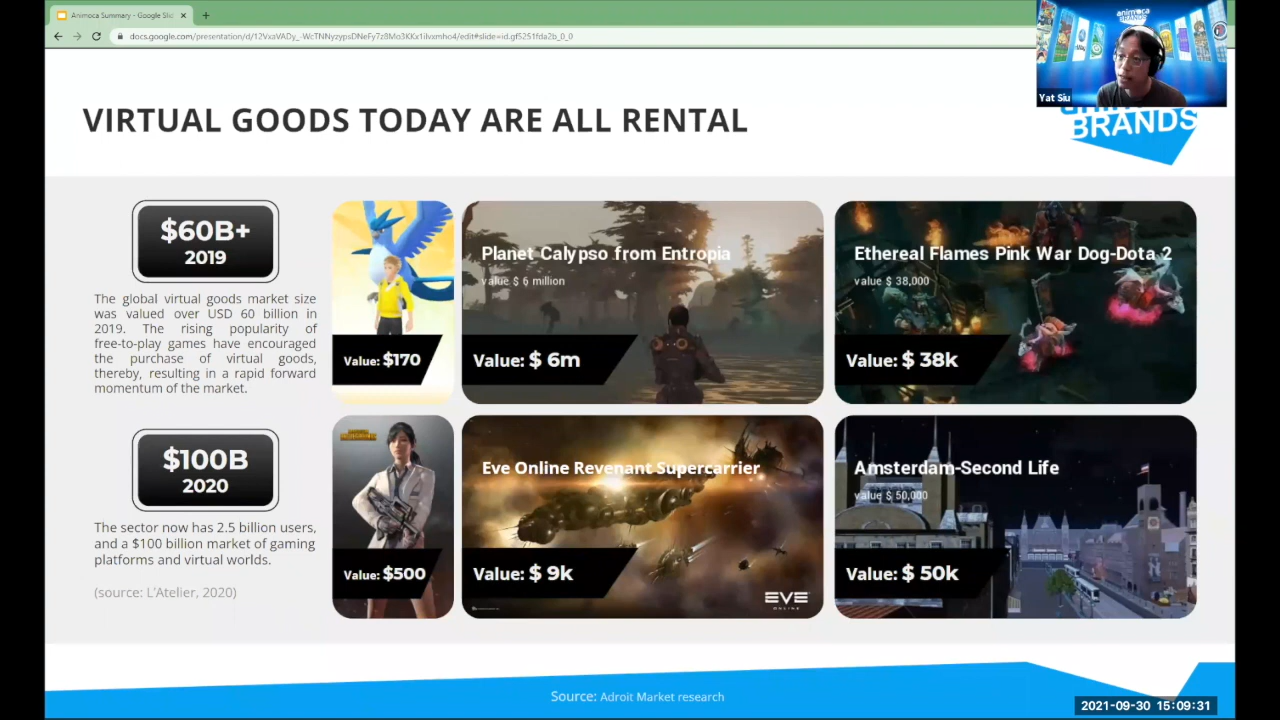 Animoca Summary - Google Slid
docs.google.com/presentation/d/12VxaVADy_-WcTNNyzypsDNeFy7z8Mo3KKx1ilvxmho4/edit#slide=id.gf5251fda2b_0_0
animoca
BRANDS
Yat Siu
BRANDS
VIRTUAL GOODS TODAY ARE ALL RENTAL
$60B+
2019
The global virtual goods market size
was valued over USD 60 billion in
2019. The rising popularity of
free-to-play games have encouraged
the purchase of virtual goods,
thereby, resulting in a rapid forward
momentum of the market.
Value: $170
Planet Calypso from Entropia
value $ 6 million
Value: $ 6m
Ethereal Flames Pink War Dog-Dota 2
value $ 38,000
Value: $ 38k
$100B
2020
The sector now has 2.5 billion users,
and a $100 billion market of gaming
platforms and virtual worlds.
(source: L'Atelier, 2020)
Value: $500
Eve Online Revenant Supercarrier
Value: $ 9k
EVE
ONLINE
Amsterdam-Second Life
value $ 50,000
Value: $ 50k
Source: Adroit Market research
2021-09-30 15:09:31